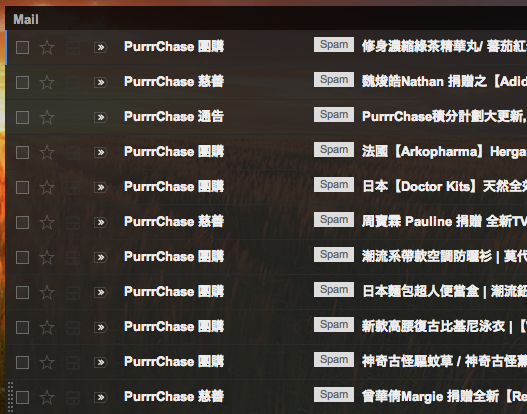 Mail
PurrrChase 團購 Spam 修身濃縮綠茶精華丸/ 蕃茄紅
PurrrChase 慈善 Spam 魏焌皓Nathan 捐贈之【Adid
PurrrChase 通告 Spam PurrrChase積分計劃大更新,
PurrrChase 團購 Spam 法國【Arkopharma】Herga
PurrrChase 團購 Spam 日本【Doctor Kits】天然全效
PurrrChase 慈善 Spam 周寶霖 Pauline 捐贈 全新TV
PurrrChase 團購 Spam 潮流系帶款空調防曬衫 | 莫代
PurrrChase 團購 Spam 日本麵包超人便當盒 | 潮流鈕
PurrrChase 團購 Spam 新款高腰復古比基尼泳衣 |【
PurrrChase 團購 Spam 神奇古怪驅蚊草 / 神奇古怪薰
PurrrChase 慈善 Spam 曾華倩Margie 捐贈全新【Re